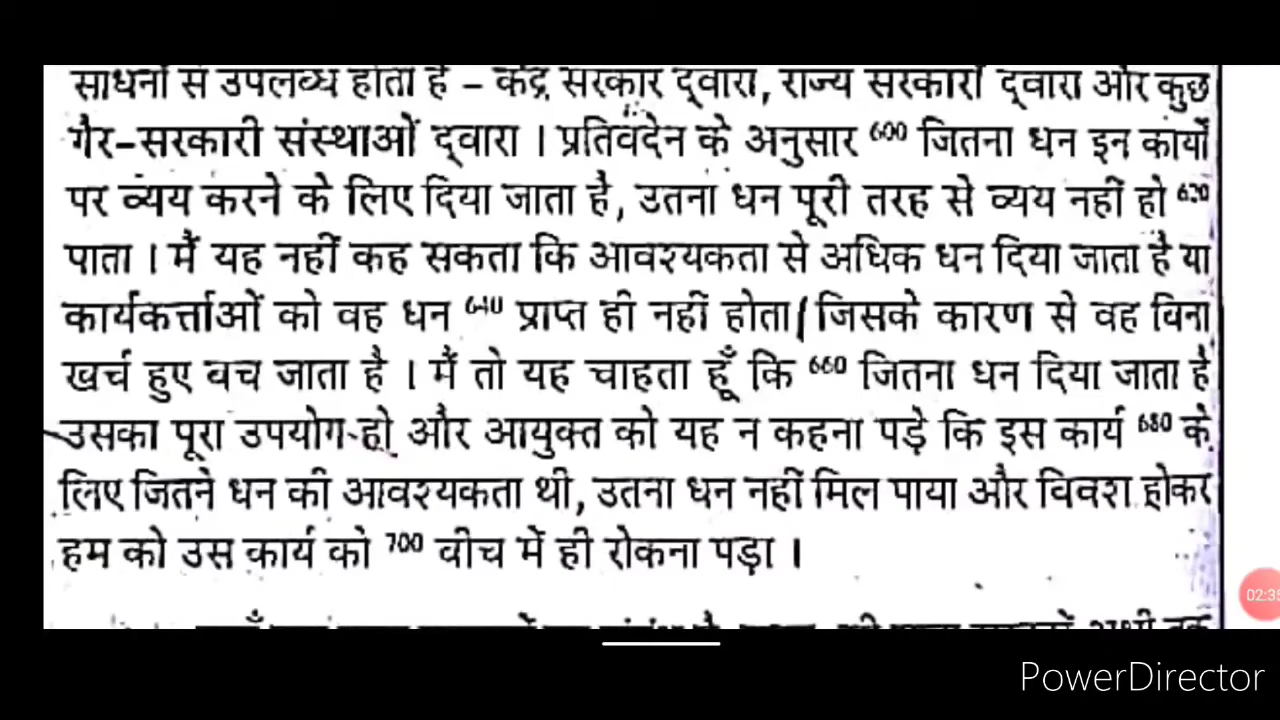 साधनों से उपलब्ध होता है – केंद्र सरकार द्वारा, राज्य सरकारों द्वारा और कुछ
गैर–सरकारी संस्थाओं द्वारा । प्रतिवदेन के अनुसार 600 जितना धन इन कार्यों
पर व्यय करने के लिए दिया जाता है, उतना धन पूरी तरह से व्यय नहीं हो 620
पाता । मैं यह नहीं कह सकता कि आवश्यकता से अधिक धन दिया जाता है या
कार्यकर्त्ताओं को वह धन 640 प्राप्त ही नहीं होता जिसके कारण से वह बिना
खर्च हुए बच जाता है । मैं तो यह चाहता हूँ कि 660 जितना धन दिया जाता है
उसका पूरा उपयोग हो और आयुक्त को यह न कहना पड़े कि इस कार्य 680 के
लिए जितने धन की आवश्यकता थी, उतना धन नहीं मिल पाया और विवश होकर
हम को उस कार्य को 700 बीच में ही रोकना पड़ा ।
02:35
PowerDirector